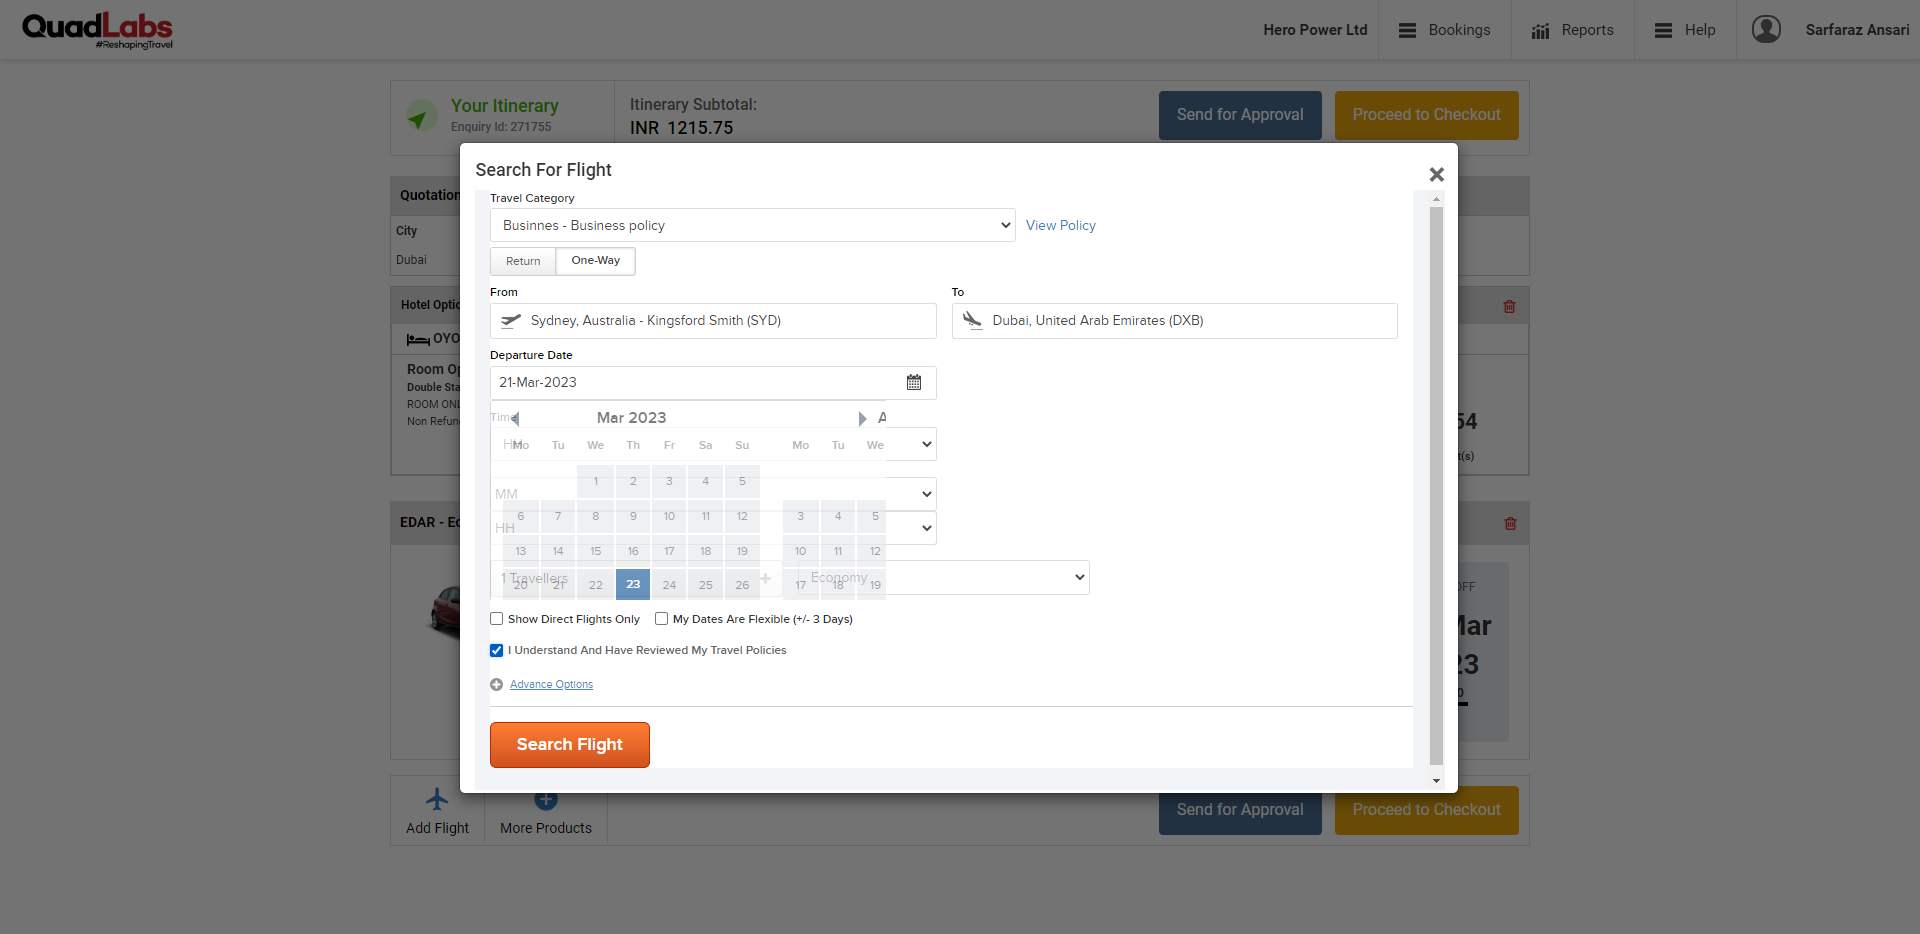 QuadLabs
#ReshapingTravel
Hero Power Ltd
Bookings
Reports
Help
Sarfaraz Ansari
Your Itinerary
Enquiry Id: 271755
Itinerary Subtotal:
INR 1215.75
Send for Approval
Proceed to Checkout
Quotation
City
Dubai
Hotel Optio
OYO
Room Op
Double Sta
ROOM ONL
Non Refund
54
t(s)
EDAR - Ec
OFF
Mar
23
Search For Flight
Travel Category
Businnes - Business policy
View Policy
Return
One-Way
From
To
Sydney, Australia - Kingsford Smith (SYD)
Dubai, United Arab Emirates (DXB)
Departure Date
21-Mar-2023
Time
Mar 2023
A
HH
Mo Tu We Th Fr Sa Su Mo Tu We
1 2 3 4 5
MM
6 7 8 9 10 11 12 3 4 5
HH
13 14 15 16 17 18 19 10 11 12
1 Travellers
Economy
20 21 22 23 24 25 26 17 18 19
Show Direct Flights Only
My Dates Are Flexible (+/- 3 Days)
I Understand And Have Reviewed My Travel Policies
Advance Options
Search Flight
Add Flight
More Products
Send for Approval
Proceed to Checkout